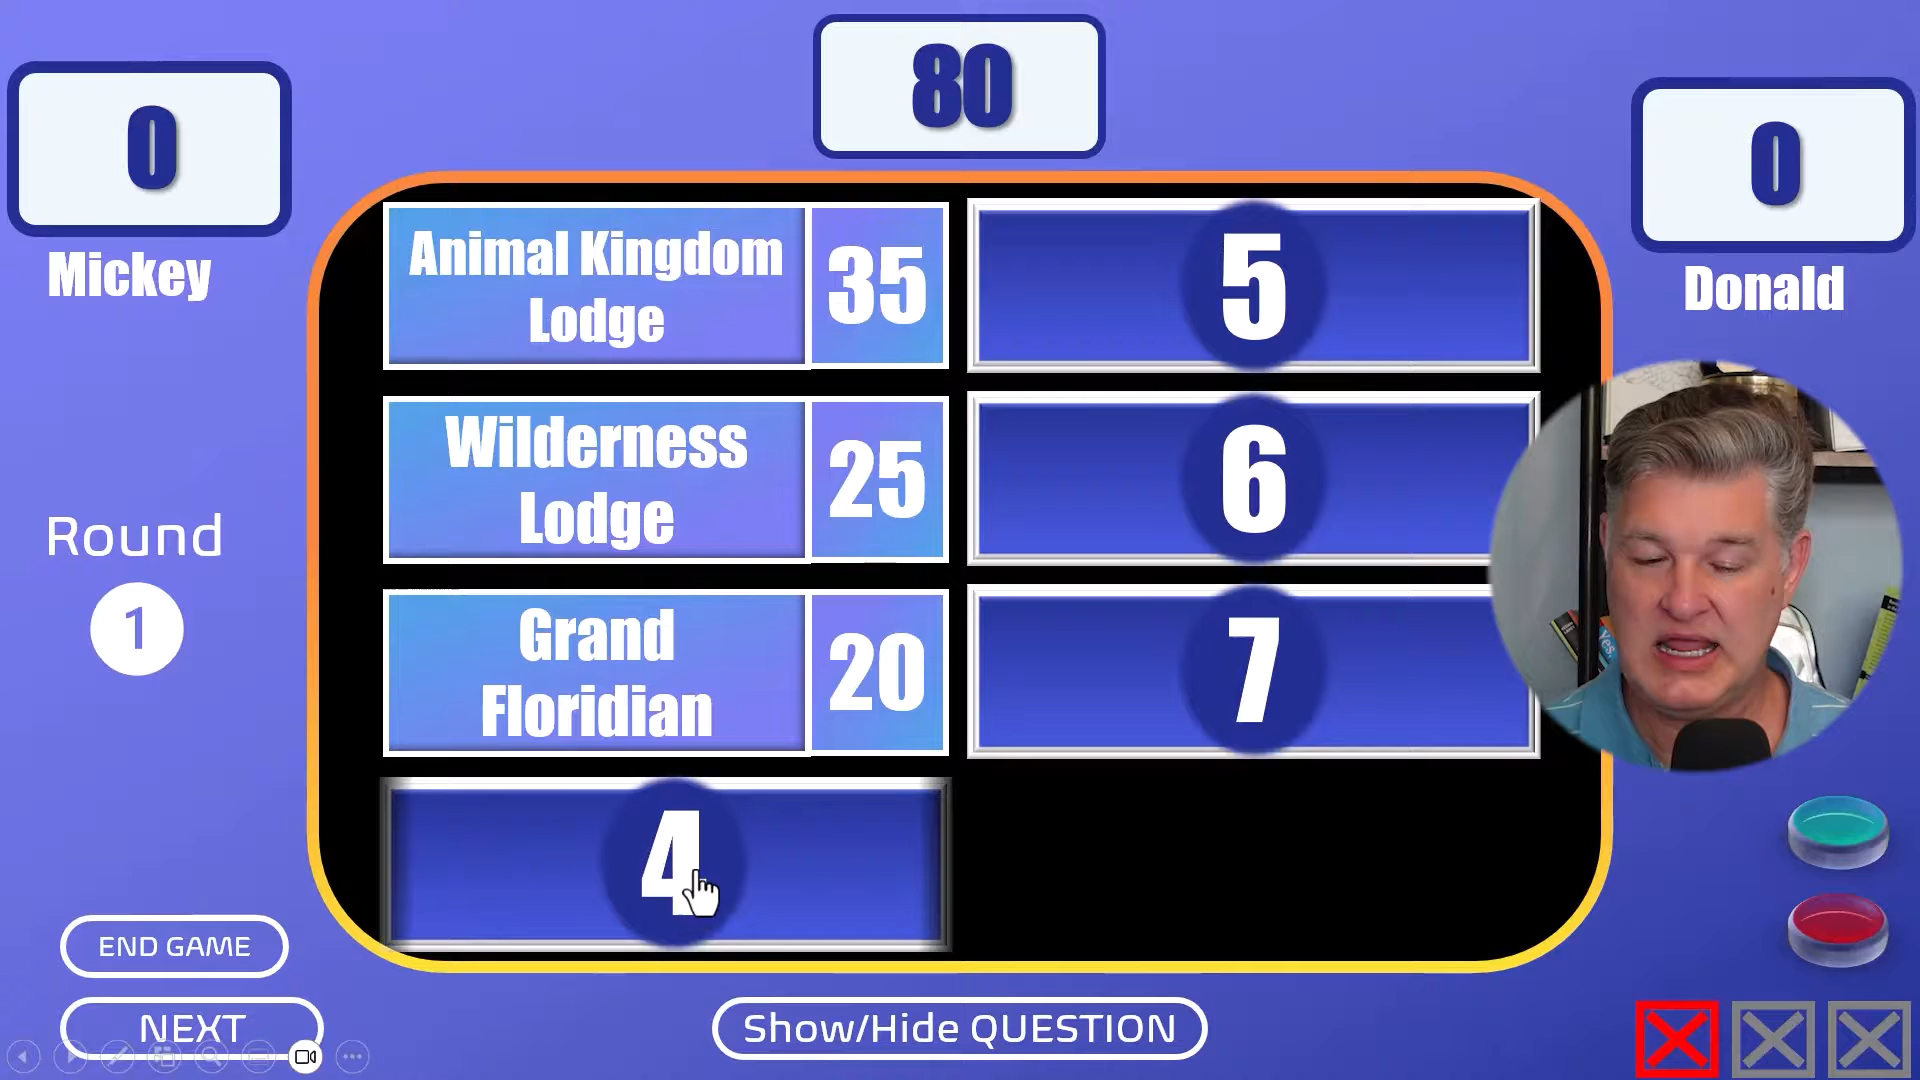 80
0
Mickey
0
Donald
Animal Kingdom
Lodge
35
Wilderness
Lodge
25
Grand
Floridian
20
4
5
6
7
Round
1
END GAME
NEXT
Show/Hide QUESTION
Yes,